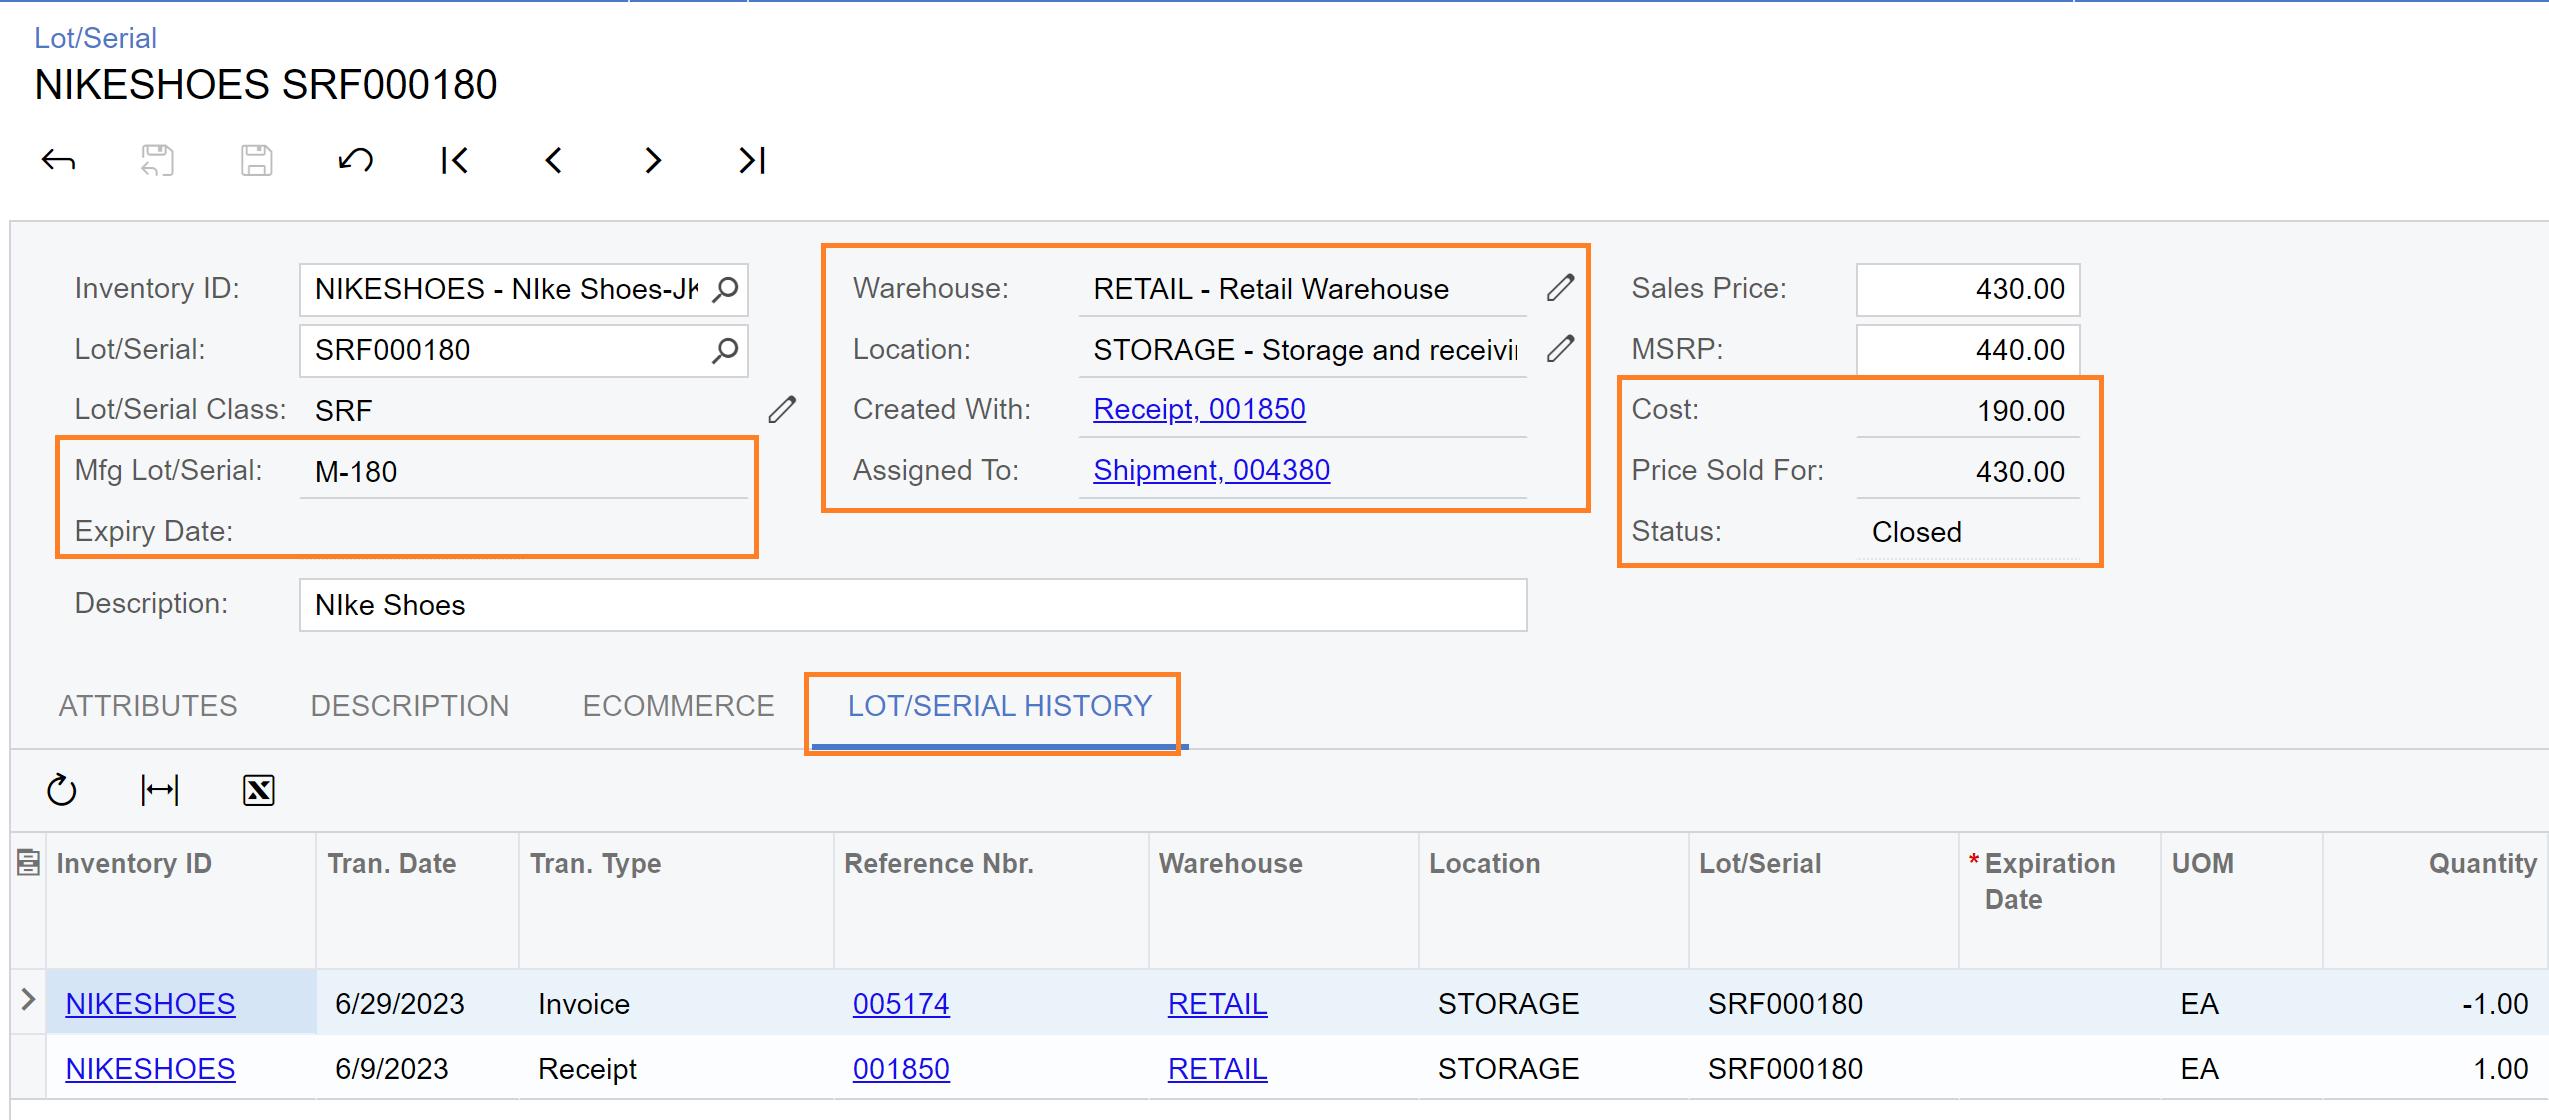 Lot/Serial
NIKESHOES SRF000180
Inventory ID: NIKESHOES - NIke Shoes-JK
Lot/Serial: SRF000180
Lot/Serial Class: SRF
Mfg Lot/Serial: M-180
Expiry Date:
Description: NIke Shoes
Warehouse: RETAIL - Retail Warehouse
Location: STORAGE - Storage and receivi
Created With: Receipt, 001850
Assigned To: Shipment, 004380
Sales Price: 430.00
MSRP: 440.00
Cost: 190.00
Price Sold For: 430.00
Status: Closed
ATTRIBUTES DESCRIPTION ECOMMERCE LOT/SERIAL HISTORY
Inventory ID Tran. Date Tran. Type Reference Nbr. Warehouse Location Lot/Serial * Expiration Date UOM Quantity
NIKESHOES 6/29/2023 Invoice 005174 RETAIL STORAGE SRF000180 EA -1.00
NIKESHOES 6/9/2023 Receipt 001850 RETAIL STORAGE SRF000180 EA 1.00